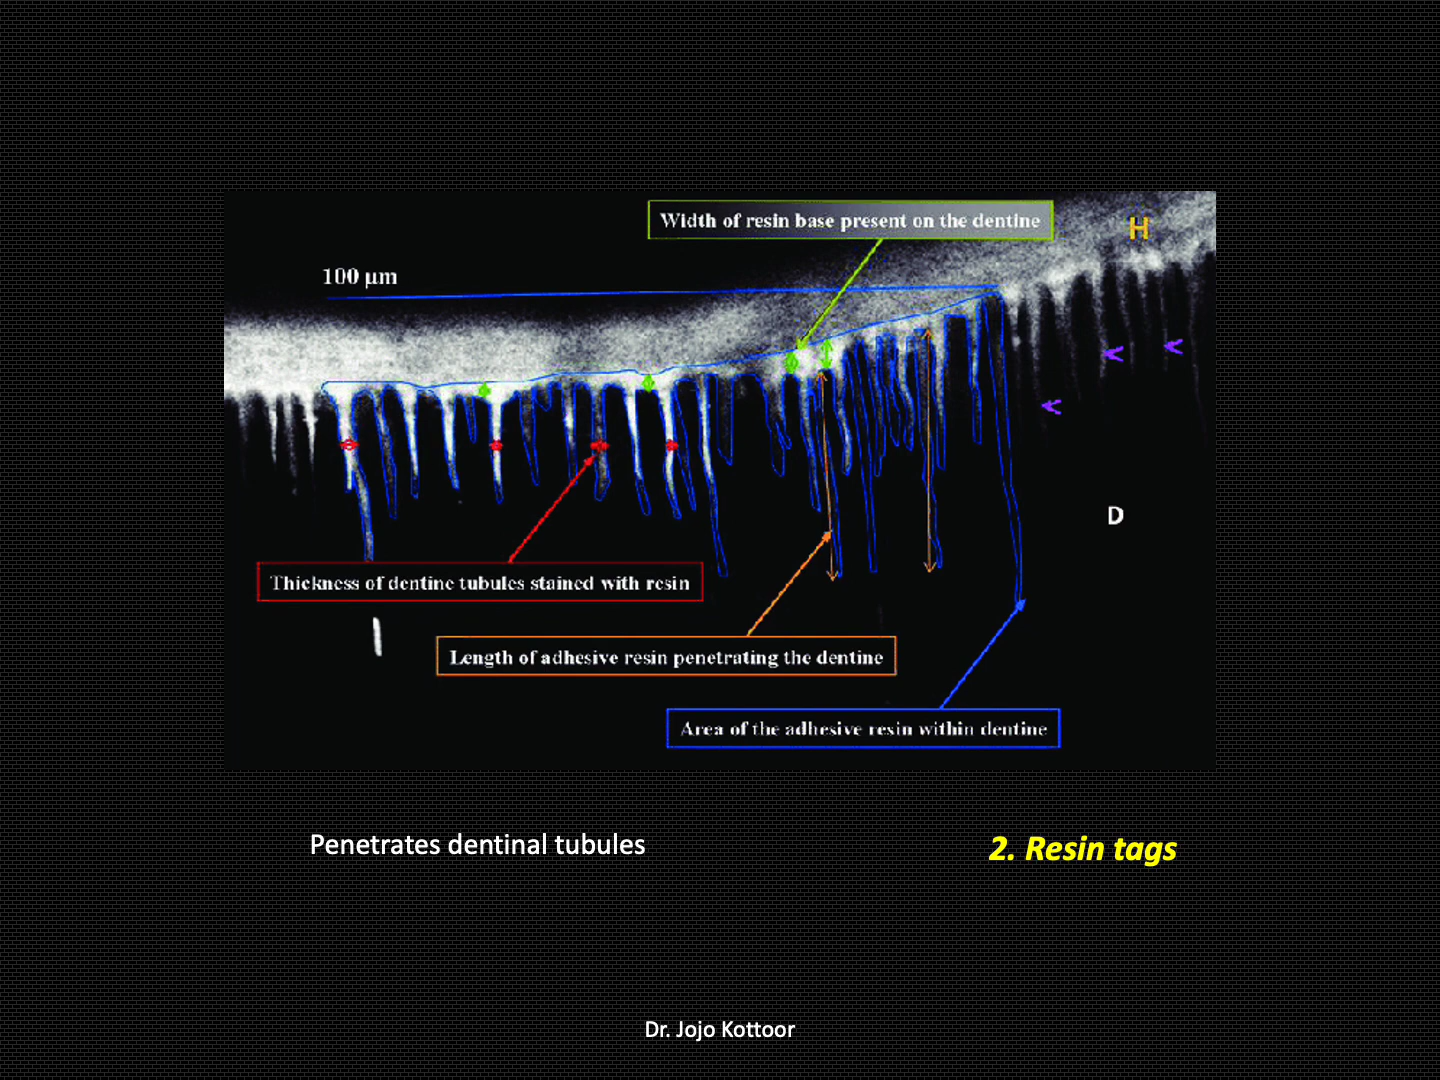 Width of resin base present on the dentine
H
100 µm
D
Thickness of dentine tubules stained with resin
Length of adhesive resin penetrating the dentine
Area of the adhesive resin within dentine
Penetrates dentinal tubules
2. Resin tags
Dr. Jojo Kottoor